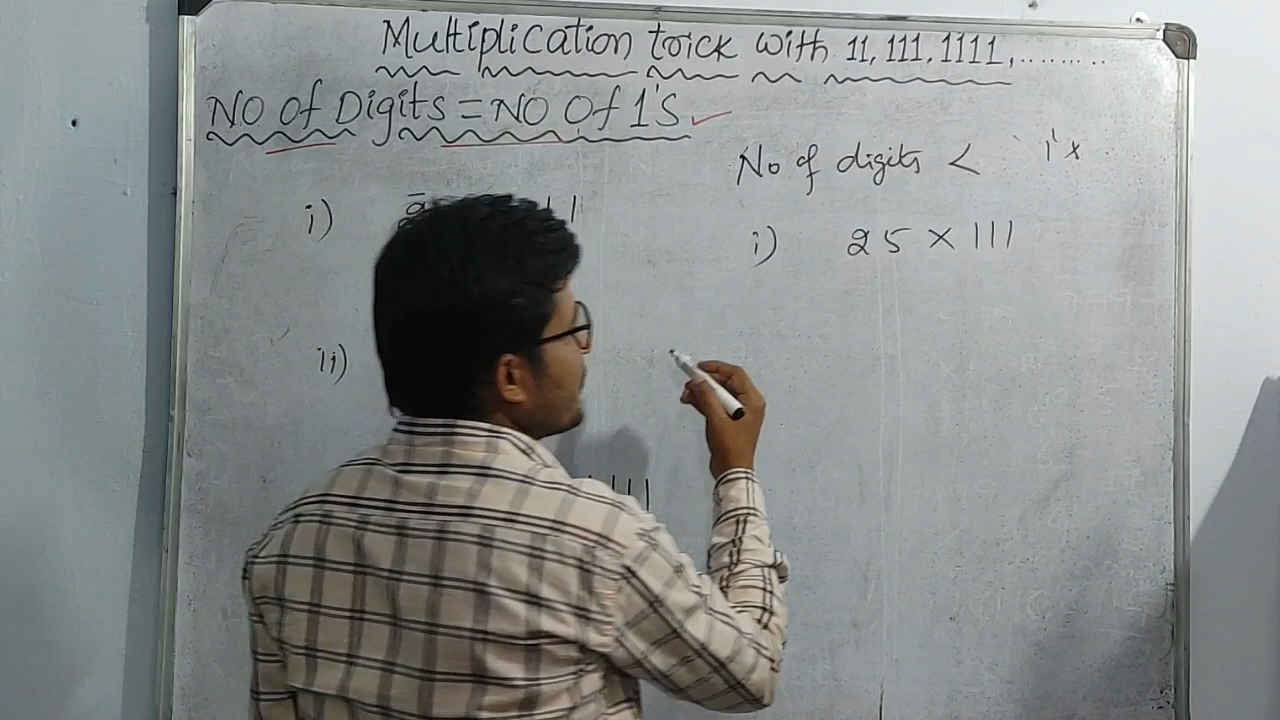 Multiplication trick with 11, 111, 1111, ........
NO Of Digits = NO Of 1's ✓
No of digits < 1's
i)
i) 25 × 111
ii)